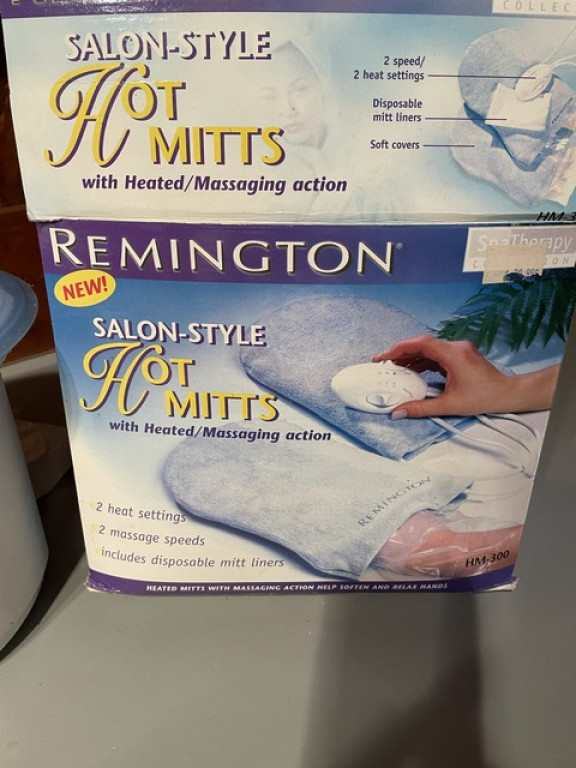 COLLEC
SALON-STYLE
HOT
MITTS
with Heated/Massaging action
2 speed/
2 heat settings
Disposable
mitt liners
Soft covers
HM-3
REMINGTON®
SpaTherapy
NEW!
SALON-STYLE
HOT
MITTS
with Heated/Massaging action
REMINGTON
2 heat settings
2 massage speeds
includes disposable mitt liners
HM-300
HEATED MITTS WITH MASSAGING ACTION HELP SOFTEN AND RELAX HANDS